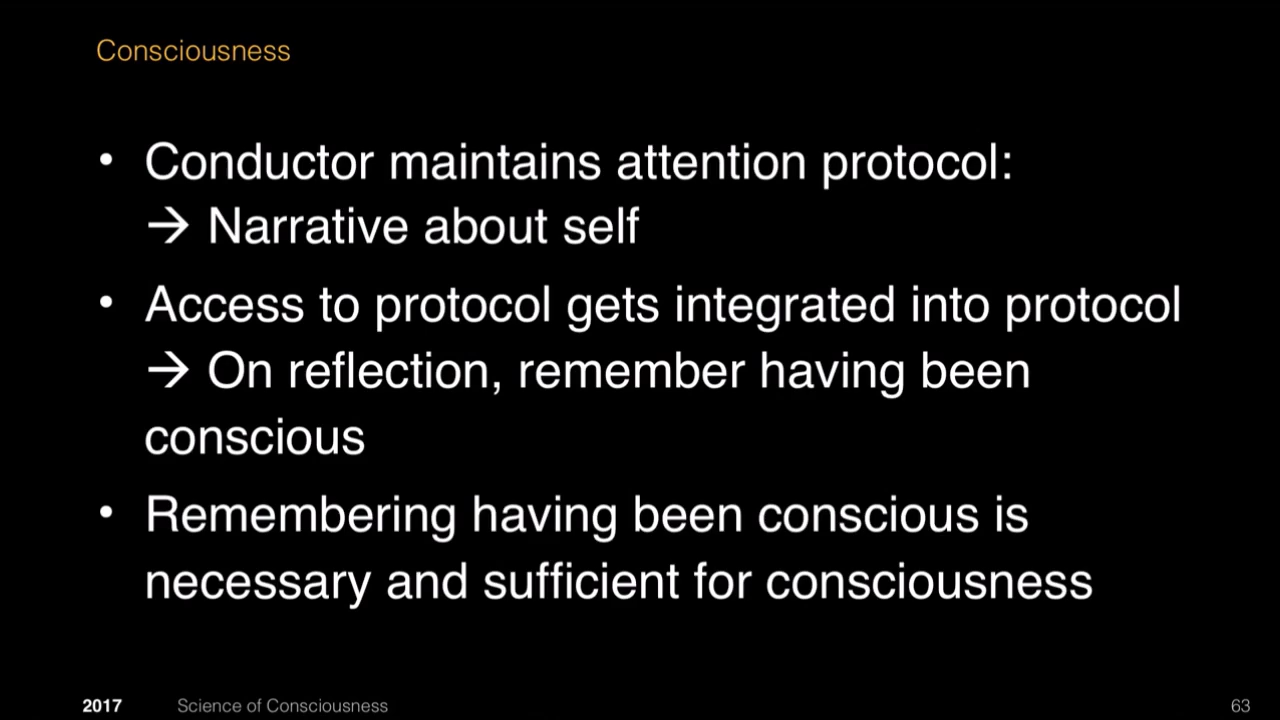 Consciousness
• Conductor maintains attention protocol:
→ Narrative about self
• Access to protocol gets integrated into protocol
→ On reflection, remember having been
conscious
• Remembering having been conscious is
necessary and sufficient for consciousness
2017 Science of Consciousness 63